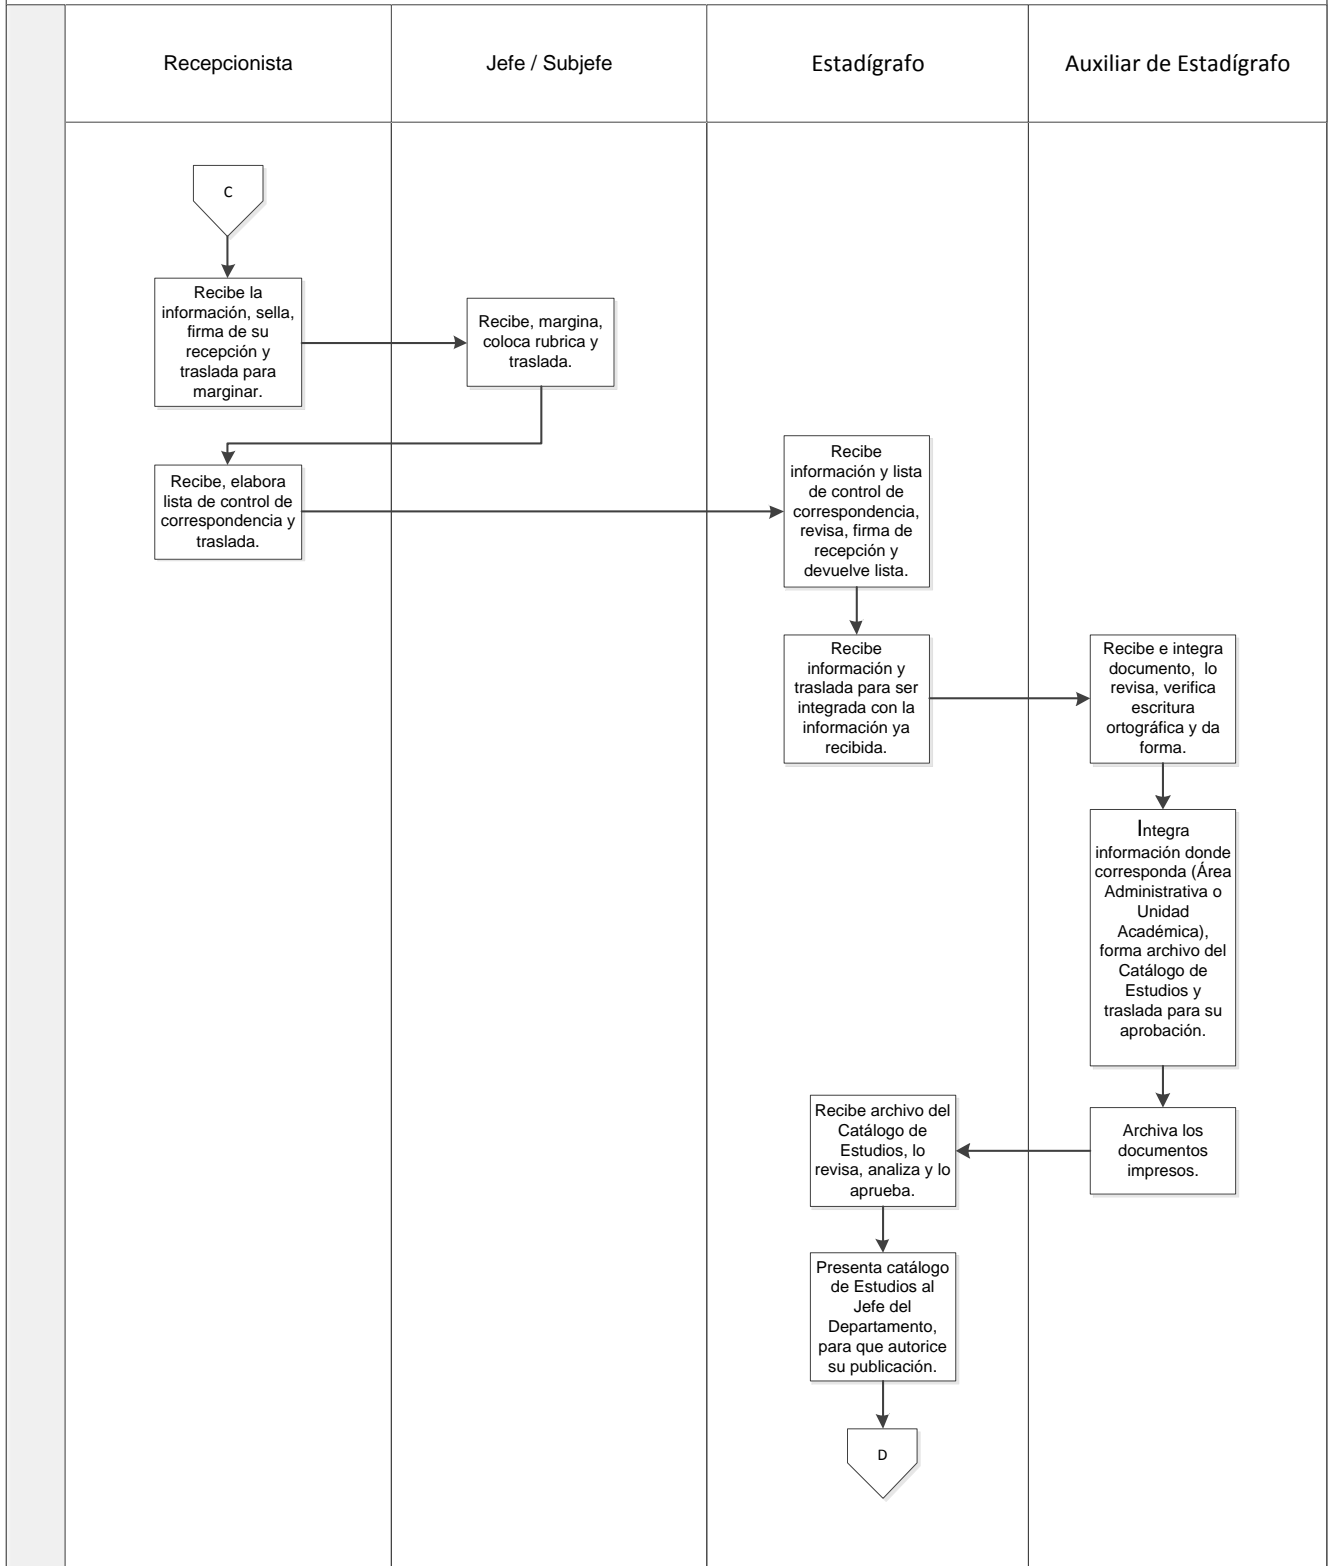 Recepcionista
Jefe / Subjefe
Estadígrafo
Auxiliar de Estadígrafo
C
Recibe la
información, sella,
firma de su
recepción y
traslada para
marginar.
Recibe, margina,
coloca rubrica y
traslada.
Recibe, elabora
lista de control de
correspondencia y
traslada.
Recibe
información y lista
de control de
correspondencia,
revisa, firma de
recepción y
devuelve lista.
Recibe
información y
traslada para ser
integrada con la
información ya
recibida.
Recibe e integra
documento, lo
revisa, verifica
escritura
ortográfica y da
forma.
Integra
información donde
corresponda (Área
Administrativa o
Unidad
Académica),
forma archivo del
Catálogo de
Estudios y
traslada para su
aprobación.
Archiva los
documentos
impresos.
Recibe archivo del
Catálogo de
Estudios, lo
revisa, analiza y lo
aprueba.
Presenta catálogo
de Estudios al
Jefe del
Departamento,
para que autorice
su publicación.
D